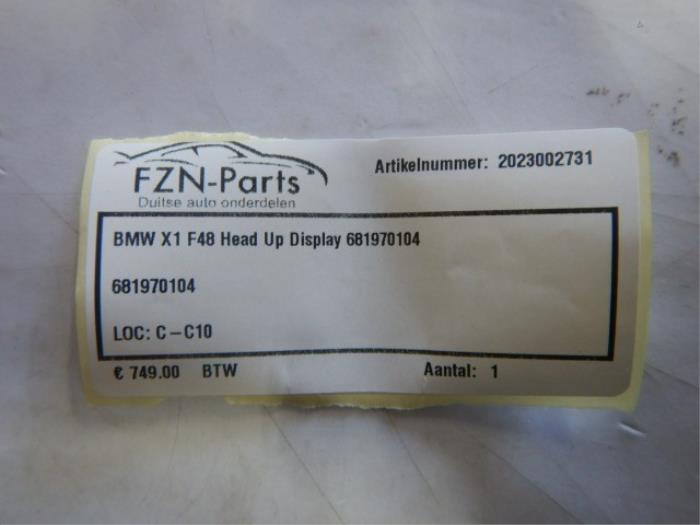 FZN-Parts
Duitse auto onderdelen
Artikelnummer: 2023002731
BMW X1 F48 Head Up Display 681970104
681970104
LOC: C-C10
€ 749.00 BTW
Aantal: 1